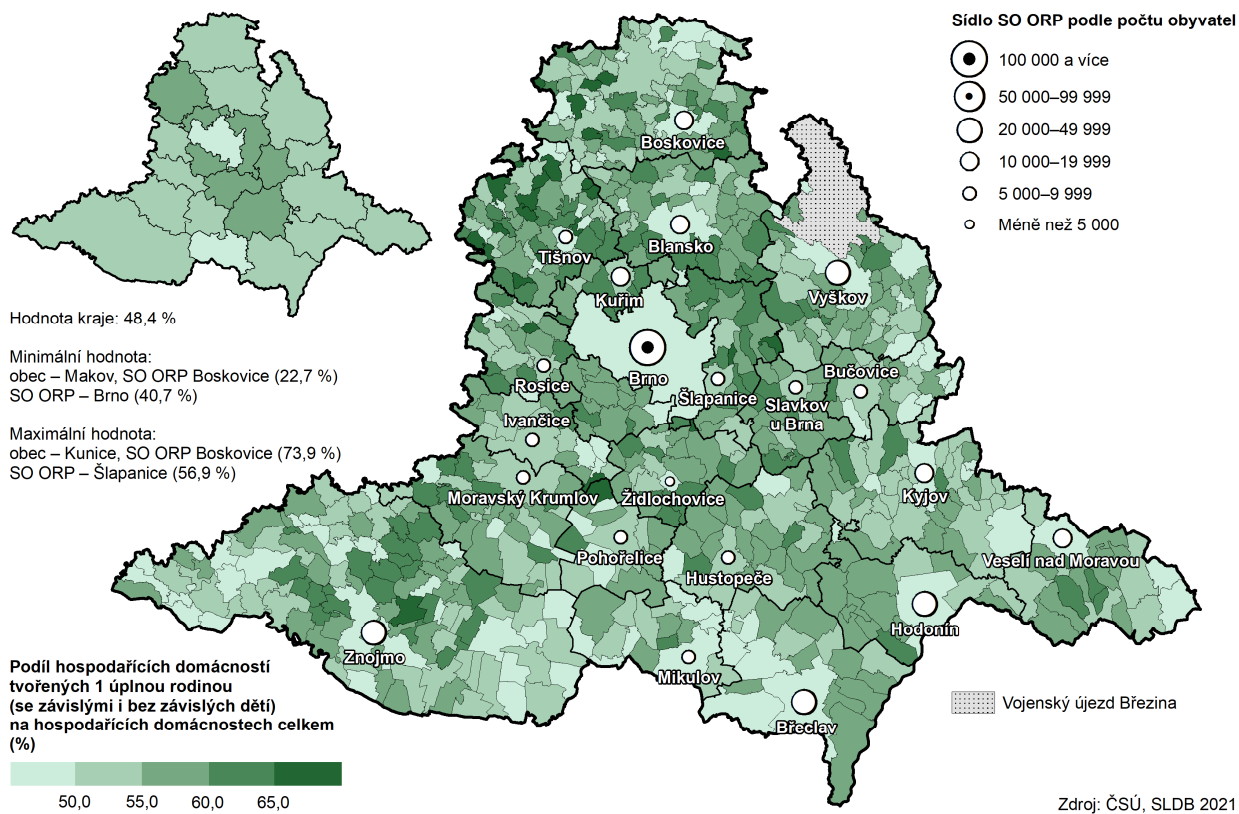 Sídlo SO ORP podle počtu obyvatel
100 000 a více
50 000–99 999
20 000–49 999
10 000–19 999
5 000–9 999
Méně než 5 000
Boskovice
Blansko
Tišnov
Kuřim
Vyškov
Brno
Rosice
Šlapanice
Slavkov
u Brna
Bučovice
Ivančice
Moravský Krumlov
Židlochovice
Kyjov
Pohořelice
Hustopeče
Veselí nad Moravou
Hodonín
Znojmo
Mikulov
Břeclav
Hodnota kraje: 48,4 %
Minimální hodnota:
obec – Makov, SO ORP Boskovice (22,7 %)
SO ORP – Brno (40,7 %)
Maximální hodnota:
obec – Kunice, SO ORP Boskovice (73,9 %)
SO ORP – Šlapanice (56,9 %)
Podíl hospodařících domácností
tvořených 1 úplnou rodinou
(se závislými i bez závislých dětí)
na hospodařících domácnostech celkem
(%)
50,0 55,0 60,0 65,0
Vojenský újezd Březina
Zdroj: ČSÚ, SLDB 2021